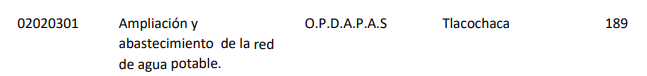 02020301 Ampliación y O.P.D.A.P.A.S Tlacochaca 189
abastecimiento de la red
de agua potable.